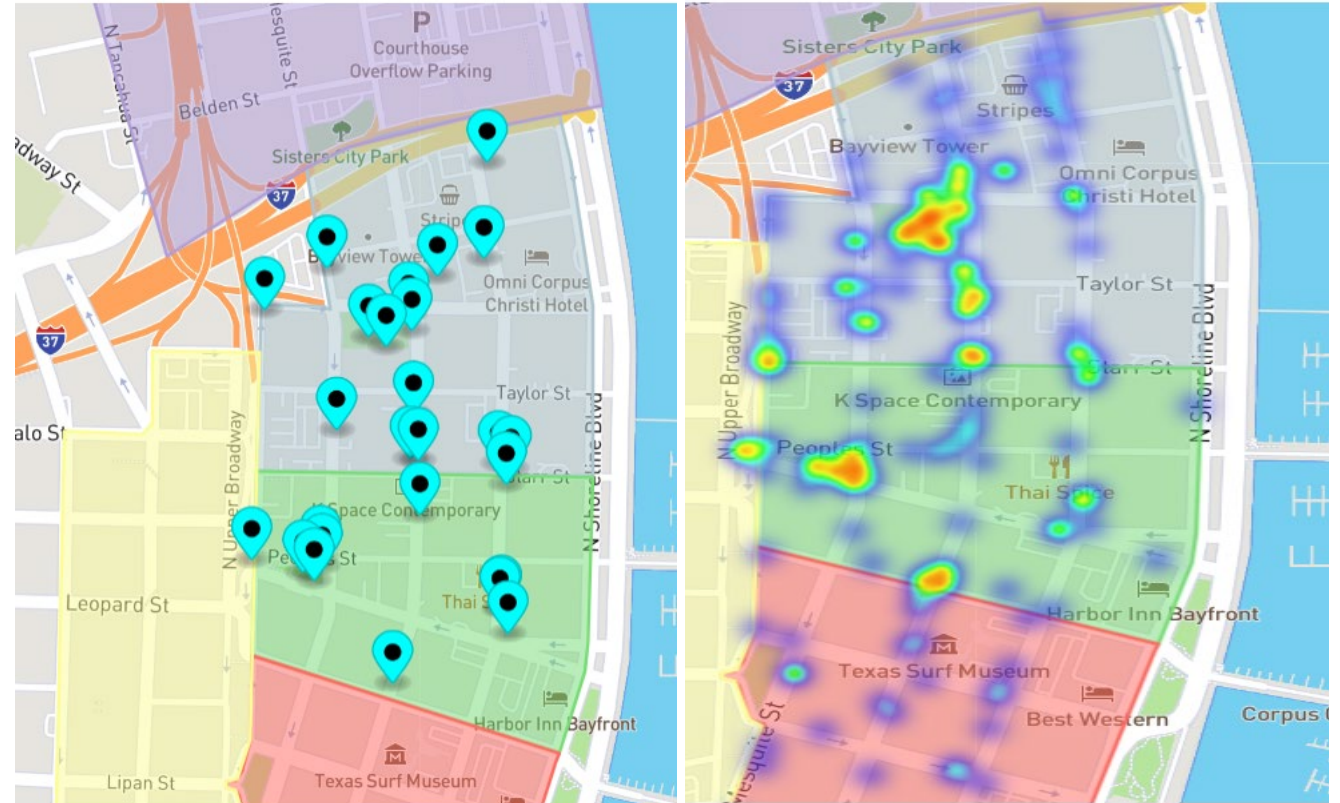 N Tancahua St
Mesquite St
P
Courthouse
Overflow Parking
Belden St
Sisters City Park
37
Stripe
Bayview Towe
Omni Corpus
Christi Hotel
37
Taylor St
alo St
N Upper Broadway
Starr St
N Shoreline Blvd
K Space Contemporary
Peoples St
Leopard St
Thai S
Harbor Inn Bayfront
Lipan St
Texas Surf Museum
Sisters City Park
37
Stripes
Bayview Tower
Omni Corpus
Christi Hotel
Taylor St
N Shoreline Blvd
Starr St
N Upper Broadway
K Space Contemporary
Peoples St
Thai Spice
Harbor Inn Bayfront
Texas Surf Museum
Best Western
Mesquite St
Corpus